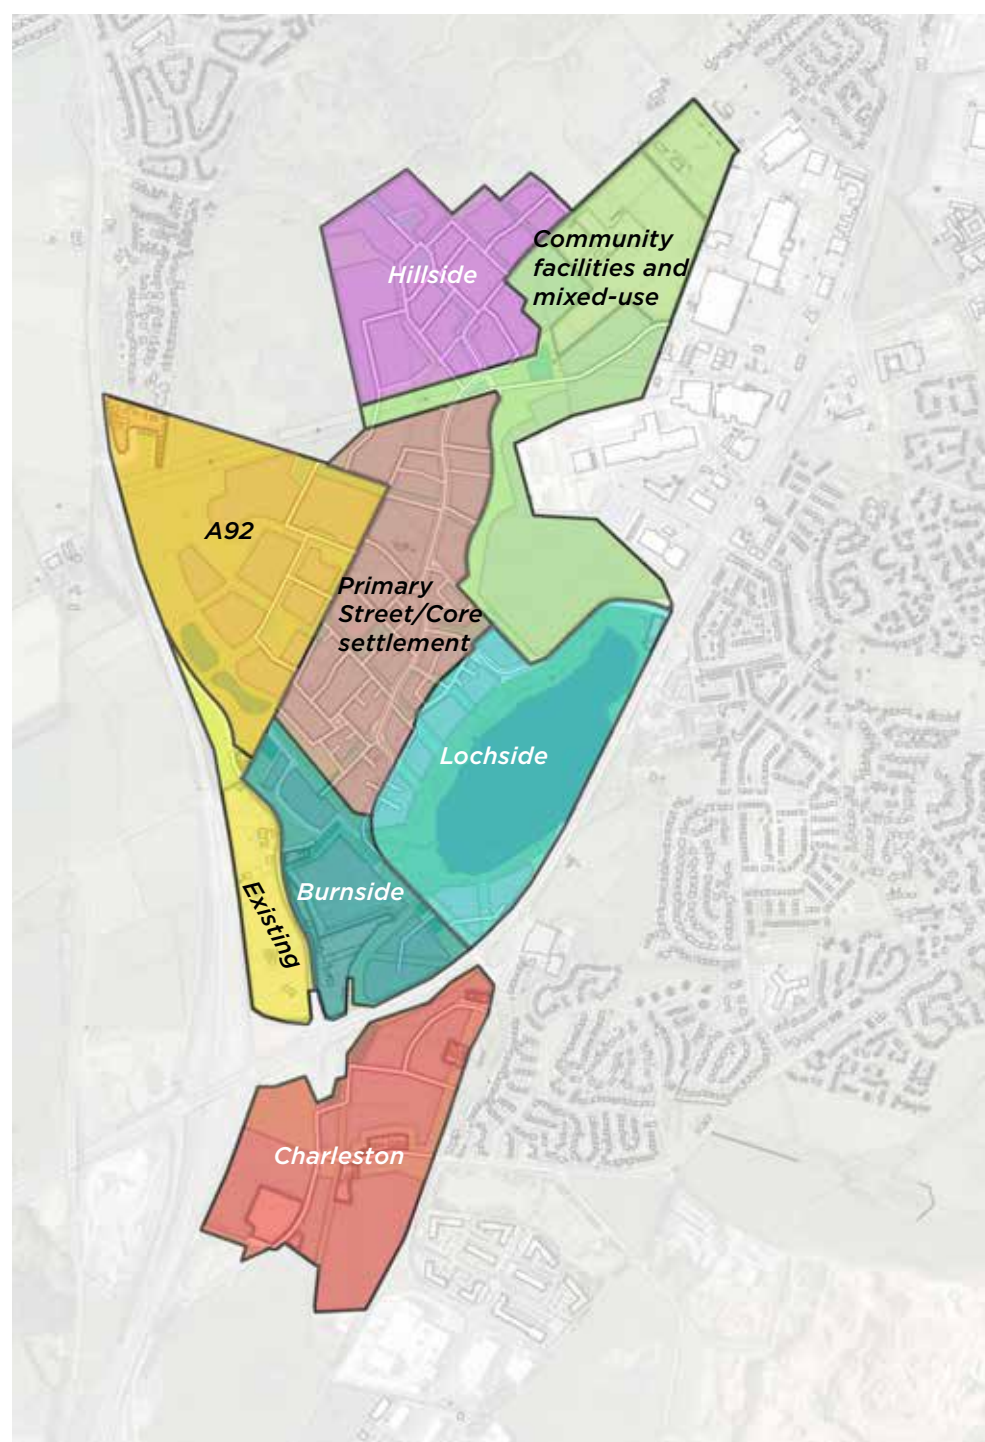 Community
facilities and
mixed-use
Hillside
A92
Primary
Street/Core
settlement
Lochside
Burnside
Existing
Charleston